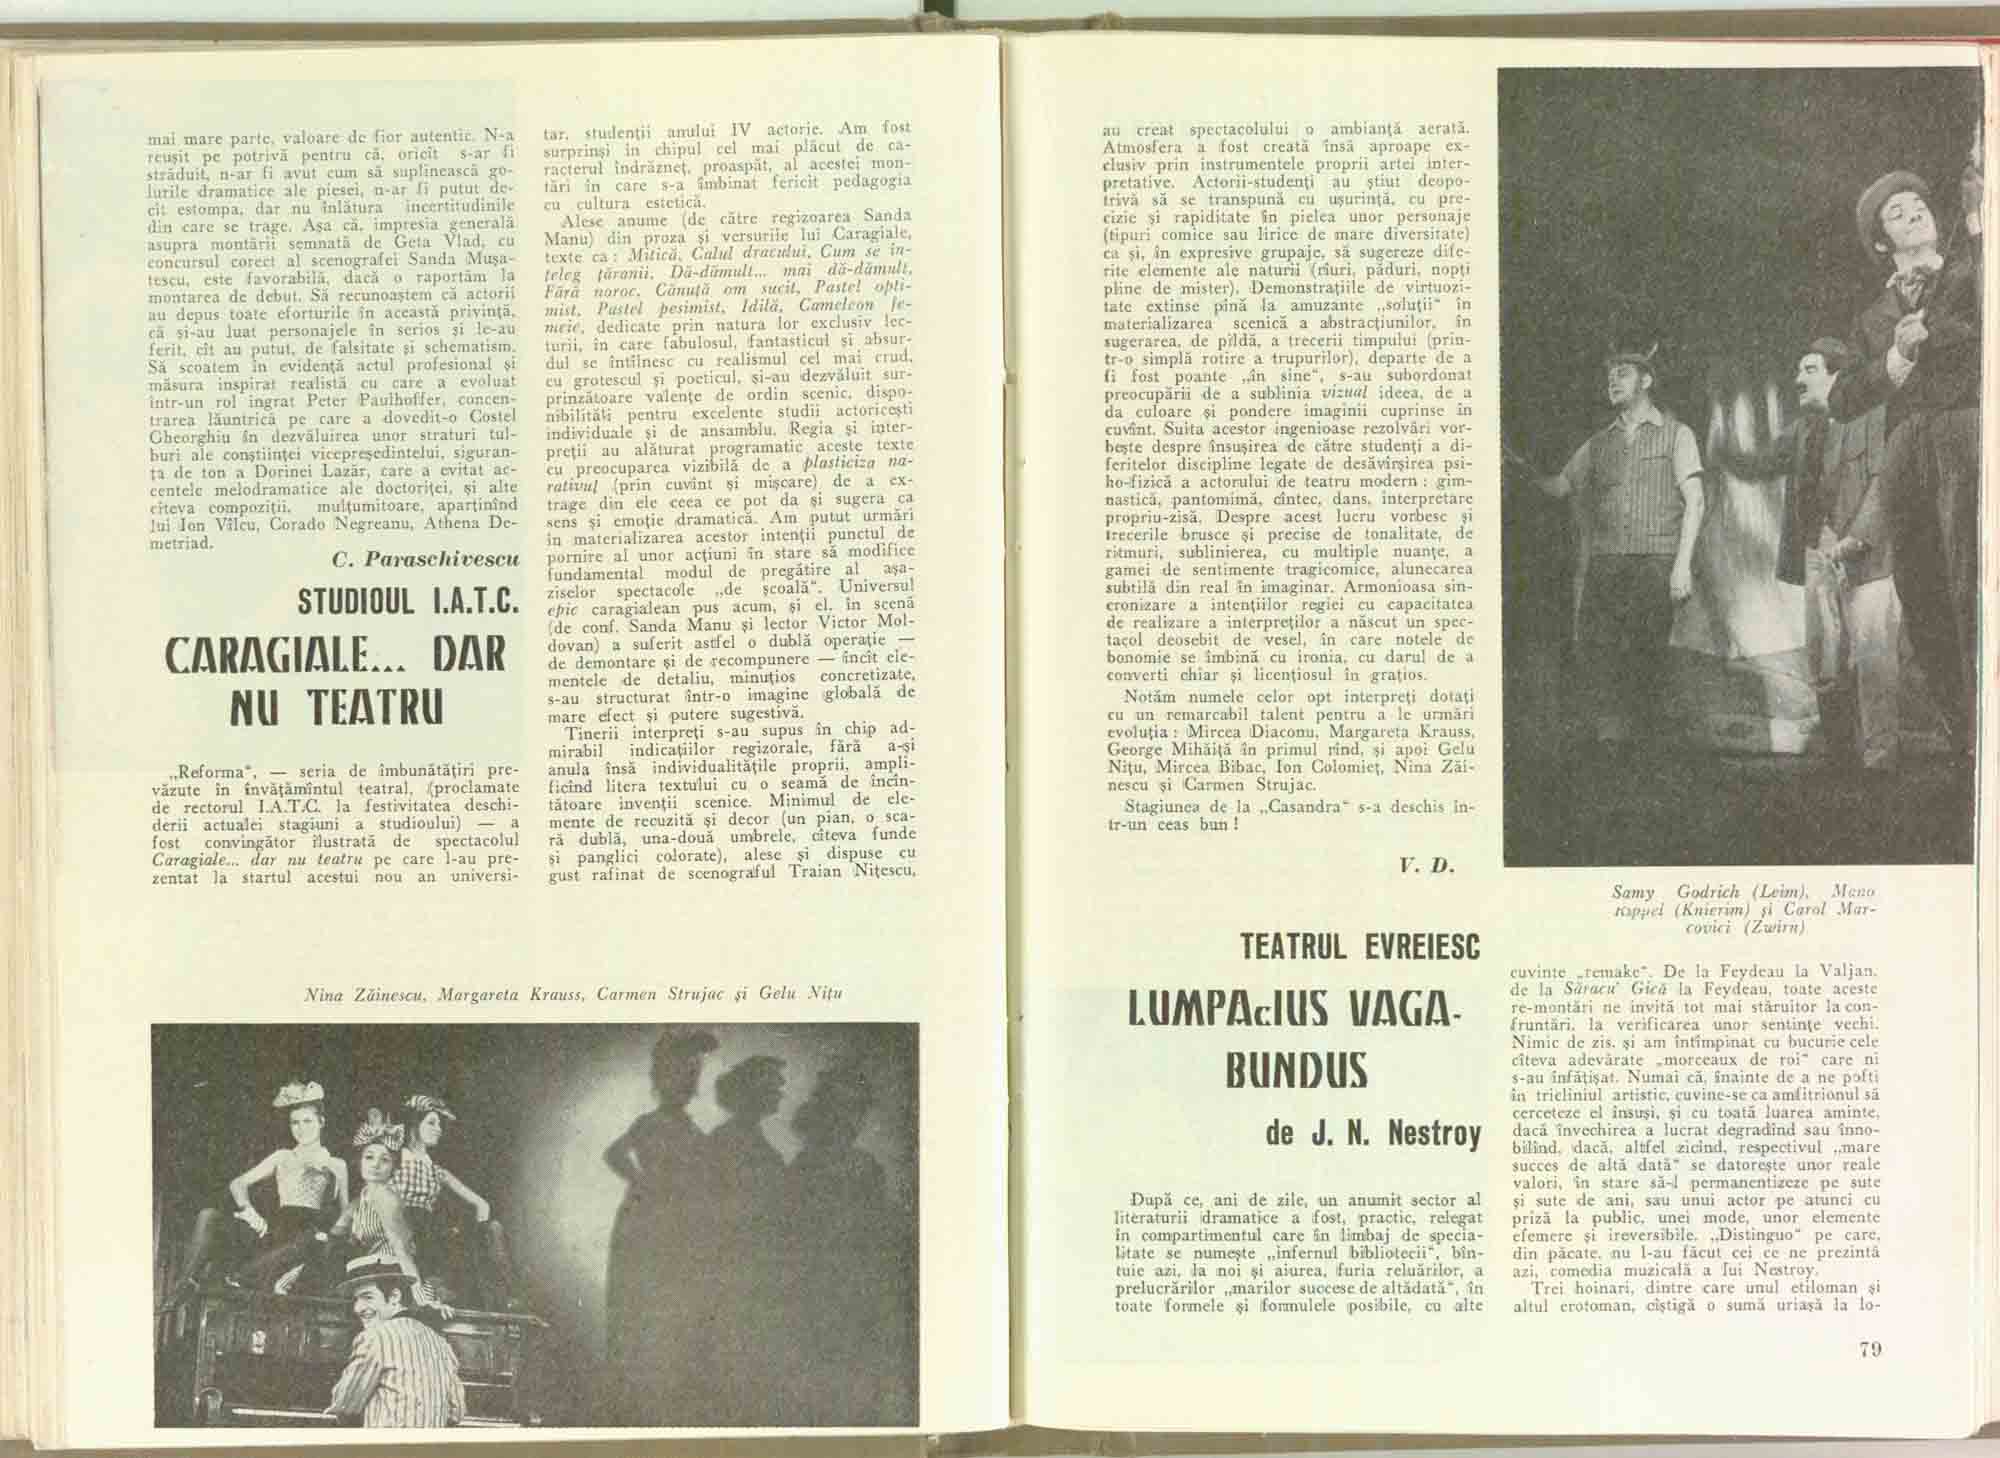 mai mare parte, valoare de fior autentic. N-a
reușit pe potrivă pentru că, oricît s-ar fi
străduit, n-ar fi avut cum să suplinească go-
lurile dramatice ale piesei, n-ar fi putut de-
cît estompa, dar nu înlătura incertitudinile
din care se trage. Așa că, impresia generală
asupra montării semnată de Geta Vlad, cu
concursul corect al scenografei Sanda Mușa-
tescu, este favorabilă, dacă o raportăm la
montarea de debut. Să recunoaștem că actorii
au depus toate eforturile în această privință,
că și-au luat personajele în serios și le-au
ferit, cît au putut, de falsitate și schematism.
Să scoatem în evidență actul profesional și
măsura inspirat realistă cu care a evoluat
într-un rol ingrat Peter Paulhoffer, concen-
trarea lăuntrică pe care a dovedit-o Costel
Gheorghiu în dezvăluirea unor straturi tul-
buri ale conștiinței vicepreședintelui, siguran-
ța de ton a Dorinei Lazăr, care a evitat ac-
centele melodramatice ale doctoriței, și alte
cîteva compoziții, mulțumitoare, aparținînd
lui Ion Vîlcu, Corado Negreanu, Athena De-
metriad.
C. Paraschivescu
STUDIOUL I.A.T.C.
CARAGIALE... DAR
NU TEATRU
„Reforma“, — seria de îmbunătățiri pre-
văzute în învățămîntul teatral, (proclamate
de rectorul I.A.T.C. la festivitatea deschi-
derii actualei stagiuni a studioului) — a
fost convingător ilustrată de spectacolul
Caragiale... dar nu teatru pe care l-au pre-
zentat la startul acestui nou an universi-
tar, studenții anului IV actorie. Am fost
surprinși în chipul cel mai plăcut de ca-
racterul îndrăzneț, proaspăt, al acestei mon-
tări în care s-a îmbinat fericit pedagogia
cu cultura estetică.
Alese anume (de către regizoarea Sanda
Manu) din proza și versurile lui Caragiale,
texte ca : Mitică, Calul dracului, Cum se în-
țeleg țăranii, Dă-dămult... mai dă-dămult,
Fără noroc, Cănuță om sucit, Pastel opti-
mist, Pastel pesimist, Idilă, Cameleon fe-
meie, dedicate prin natura lor exclusiv lec-
turii, în care fabulosul, fantasticul și absur-
dul se întîlnesc cu realismul cel mai crud,
cu grotescul și poeticul, și-au dezvăluit sur-
prinzătoare valențe de ordin scenic, dispo-
nibilități pentru excelente studii actoricești
individuale și de ansamblu. Regia și inter-
preții au alăturat programatic aceste texte
cu preocuparea vizibilă de a plasticiza na-
rativul (prin cuvînt și mișcare) de a ex-
trage din ele ceea ce pot da și sugera ca
sens și emoție dramatică. Am putut urmări
în materializarea acestor intenții punctul de
pornire al unor acțiuni în stare să modifice
fundamental modul de pregătire al așa-
ziselor spectacole „de școală“. Universul
epic caragialean pus acum, și el, în scenă
(de conf. Sanda Manu și lector Victor Mol-
dovan) a suferit astfel o dublă operație —
de demontare și de recompunere — încît ele-
mentele de detaliu, minuțios concretizate,
s-au structurat într-o imagine globală de
mare efect și putere sugestivă.
Tinerii interpreți s-au supus în chip ad-
mirabil indicațiilor regizorale, fără a-și
anula însă individualitățile proprii, ampli-
ficînd litera textului cu o seamă de încîn-
tătoare invenții scenice. Minimul de ele-
mente de recuzită și decor (un pian, o sca-
ră dublă, una-două umbrele, cîteva funde
și panglici colorate), alese și dispuse cu
gust rafinat de scenograful Traian Nițescu,
Nina Zăinescu, Margareta Krauss, Carmen Strujac și Gelu Nițu
au creat spectacolului o ambianță aerată.
Atmosfera a fost creată însă aproape ex-
clusiv prin instrumentele proprii artei inter-
pretative. Actorii-studenți au știut deopo-
trivă să se transpună cu ușurință, cu pre-
cizie și rapiditate în pielea unor personaje
(tipuri comice sau lirice de mare diversitate)
ca și, în expresive grupaje, să sugereze dife-
rite elemente ale naturii (rîuri, păduri, nopți
pline de mister). Demonstrațiile de virtuozi-
tate extinse pînă la amuzante „soluții“ în
materializarea scenică a abstracțiunilor, în
sugerarea, de pildă, a trecerii timpului (prin-
tr-o simplă rotire a trupurilor), departe de a
fi fost poante „în sine“, s-au subordonat
preocupării de a sublinia vizual ideea, de a
da culoare și pondere imaginii cuprinse în
cuvînt. Suita acestor ingenioase rezolvări vor-
bește despre însușirea de către studenți a di-
feritelor discipline legate de desăvîrșirea psi-
ho-fizică a actorului de teatru modern : gim-
nastică, pantomimă, cîntec, dans, interpretare
propriu-zisă. Despre acest lucru vorbesc și
trecerile brusce și precise de tonalitate, de
ritmuri, sublinierea, cu multiple nuanțe, a
gamei de sentimente tragicomice, alunecarea
subtilă din real în imaginar. Armonioasa sin-
cronizare a intențiilor regiei cu capacitatea
de realizare a interpreților a născut un spec-
tacol deosebit de vesel, în care notele de
bonomie se îmbină cu ironia, cu darul de a
converti chiar și licențiosul în grațios.
Notăm numele celor opt interpreți dotați
cu un remarcabil talent pentru a le urmări
evoluția : Mircea Diaconu, Margareta Krauss,
George Mihăiță în primul rînd, și apoi Gelu
Nițu, Mircea Bibac, Ion Colomieț, Nina Zăi-
nescu și Carmen Strujac.
Stagiunea de la „Casandra“ s-a deschis în-
tr-un ceas bun !
V. D.
TEATRUL EVREIESC
LUMPAcIUS VAGA-
BUNDUS
de J. N. Nestroy
După ce, ani de zile, un anumit sector al
literaturii dramatice a fost, practic, relegat
în compartimentul care în limbaj de specia-
litate se numește „infernul bibliotecii“, bîn-
tuie azi, la noi și aiurea, furia reluărilor, a
prelucrărilor „marilor succese de altădată“, în
toate formele și formulele posibile, cu alte
Samy Godrich (Leim), Mano
Rippel (Knierim) și Carol Mar-
covici (Zwirn)
cuvinte „remake“. De la Feydeau la Valjan,
de la Săracu' Gică la Feydeau, toate aceste
re-montări ne invită tot mai stăruitor la con-
fruntări, la verificarea unor sentințe vechi.
Nimic de zis, și am întîmpinat cu bucurie cele
cîteva adevărate „morceaux de roi“ care ni
s-au înfățișat. Numai că, înainte de a ne pofti
în tricliniul artistic, cuvine-se ca amfitrionul să
cerceteze el însuși, și cu toată luarea aminte,
dacă învechirea a lucrat degradînd sau înno-
bilînd, dacă, altfel zicînd, respectivul „mare
succes de altă dată“ se datorește unor reale
valori, în stare să-l permanentizeze pe sute
și sute de ani, sau unui actor pe atunci cu
priză la public, unei mode, unor elemente
efemere și ireversibile. „Distinguo“ pe care,
din păcate, nu l-au făcut cei ce ne prezintă
azi, comedia muzicală a lui Nestroy.
Trei hoinari, dintre care unul etiloman și
altul erotoman, cîștigă o sumă uriașă la lo-
79